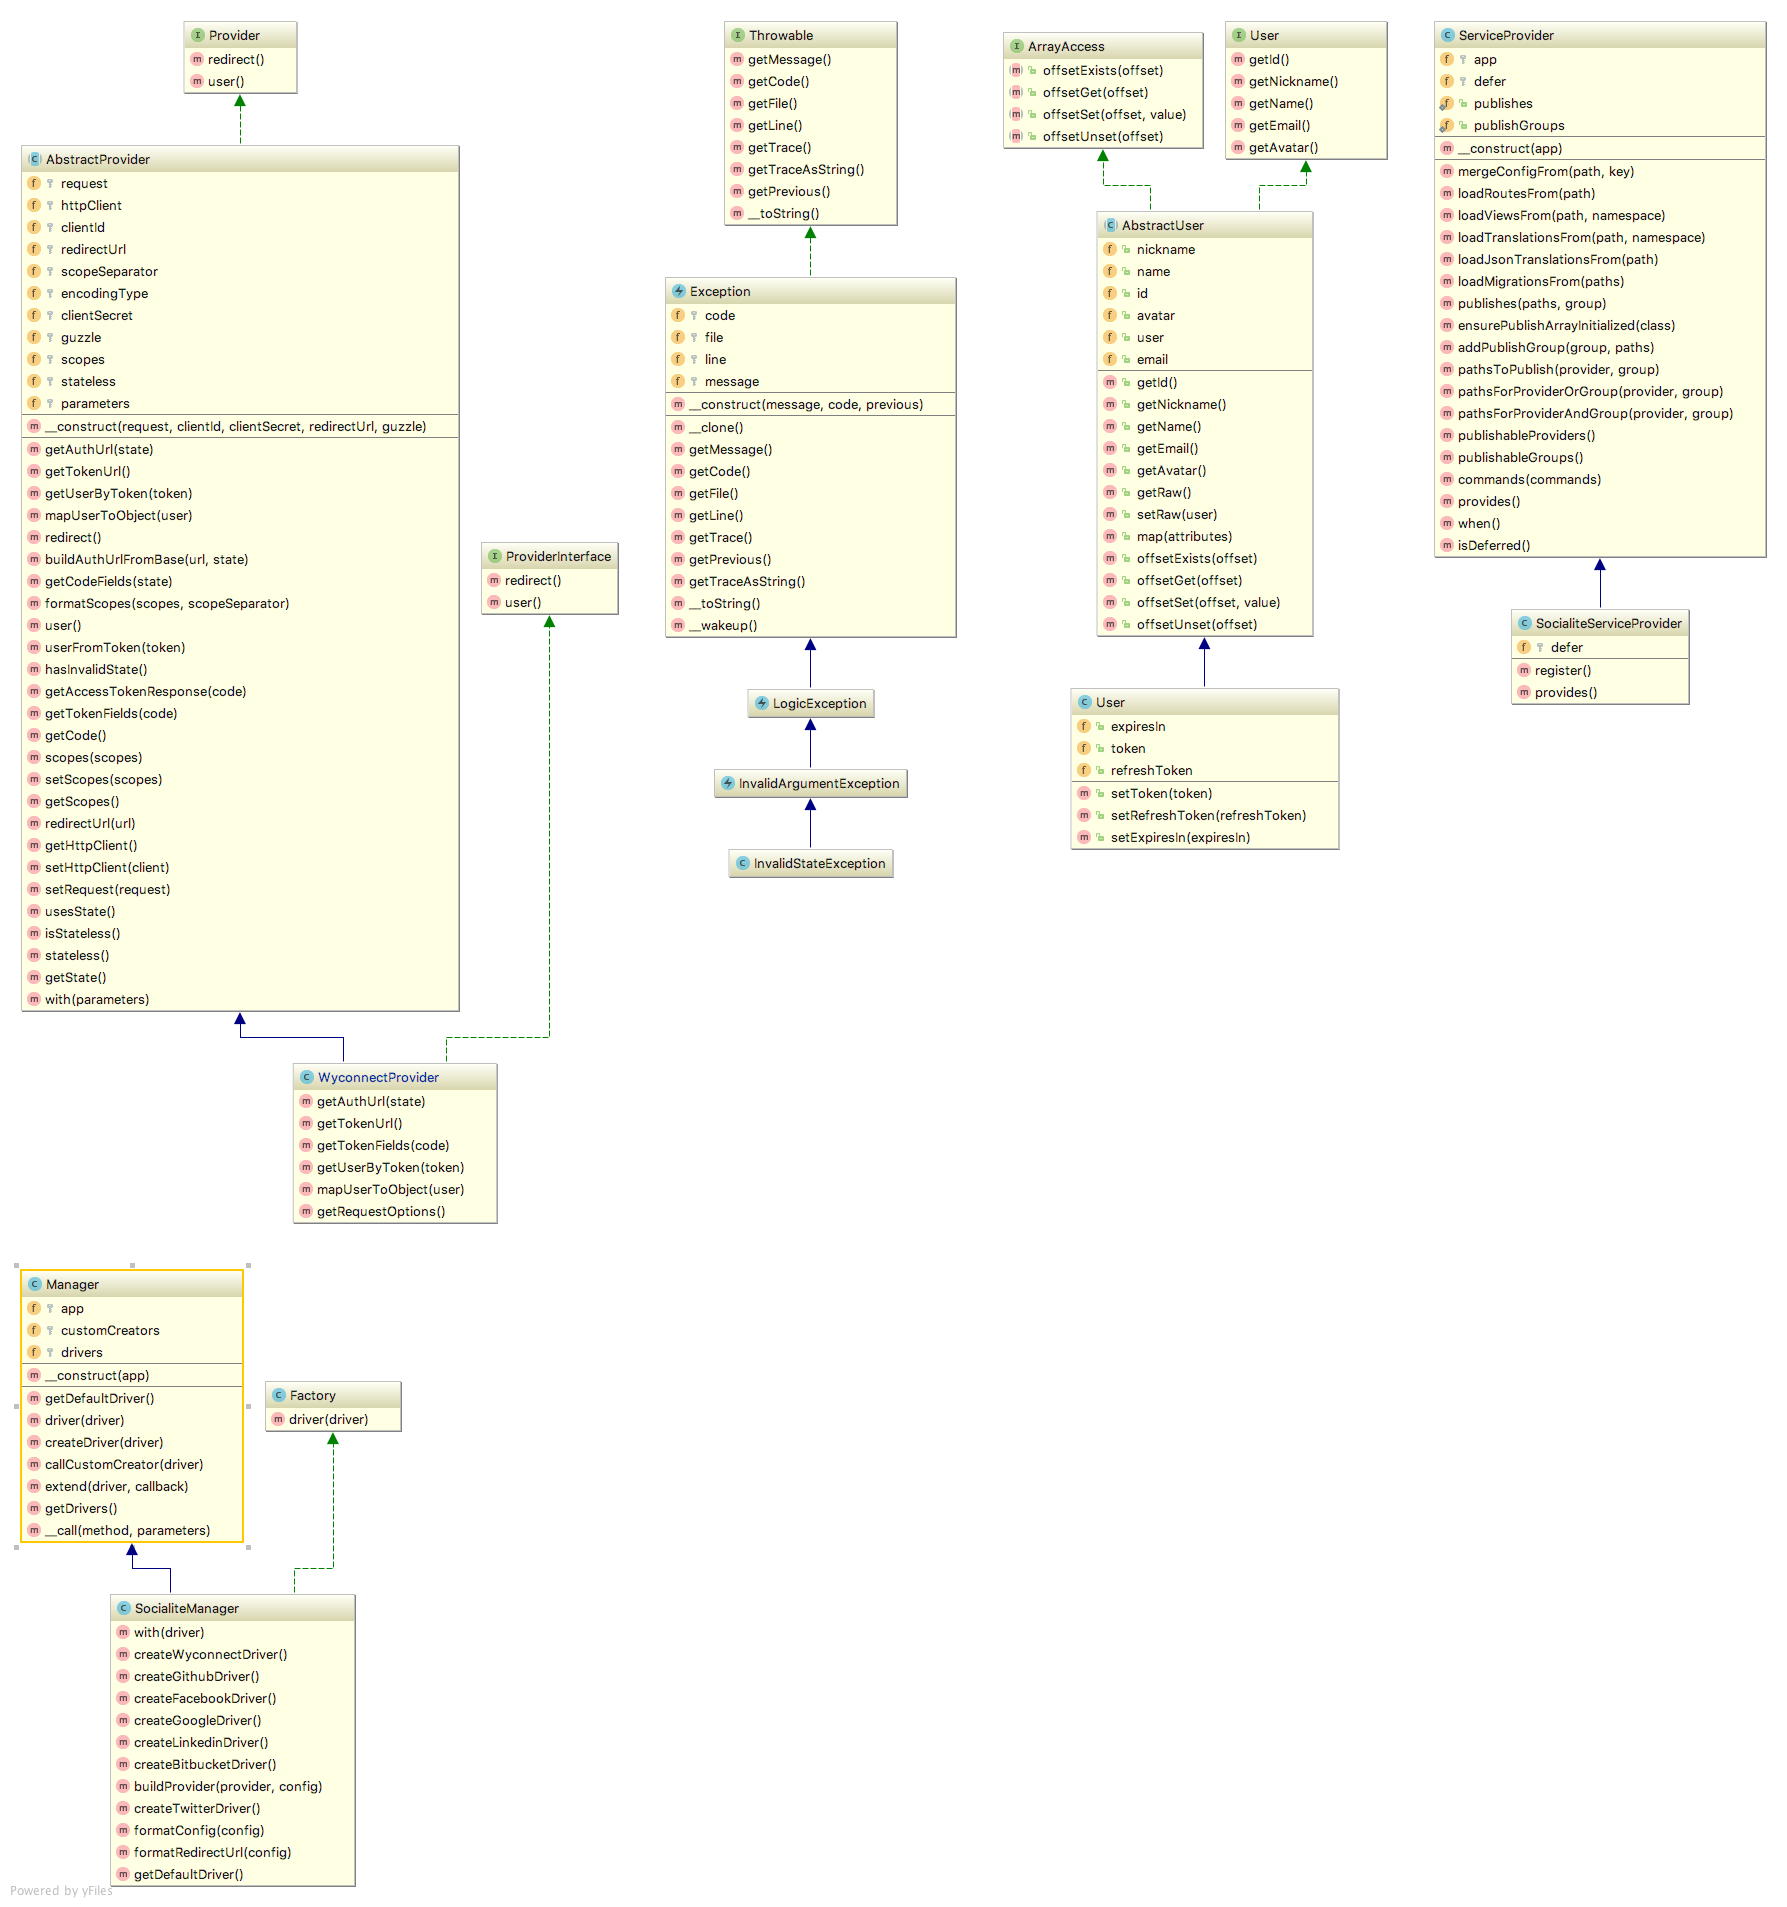 Provider
redirect()
user()
AbstractProvider
request
httpClient
clientId
redirectUrl
scopeSeparator
encodingType
clientSecret
guzzle
scopes
stateless
parameters
__construct(request, clientId, clientSecret, redirectUrl, guzzle)
getAuthUrl(state)
getTokenUrl()
getUserByToken(token)
mapUserToObject(user)
redirect()
buildAuthUrlFromBase(url, state)
getCodeFields(state)
formatScopes(scopes, scopeSeparator)
user()
userFromToken(token)
hasInvalidState()
getAccessTokenResponse(code)
getTokenFields(code)
getCode()
scopes(scopes)
setScopes(scopes)
getScopes()
redirectUrl(url)
getHttpClient()
setHttpClient(client)
setRequest(request)
usesState()
isStateless()
stateless()
getState()
with(parameters)
ProviderInterface
redirect()
user()
WyconnectProvider
getAuthUrl(state)
getTokenUrl()
getTokenFields(code)
getUserByToken(token)
mapUserToObject(user)
getRequestOptions()
Throwable
getMessage()
getCode()
getFile()
getLine()
getTrace()
getTraceAsString()
getPrevious()
__toString()
Exception
code
file
line
message
__construct(message, code, previous)
__clone()
getMessage()
getCode()
getFile()
getLine()
getTrace()
getPrevious()
getTraceAsString()
__toString()
__wakeup()
LogicException
InvalidArgumentException
InvalidStateException
ArrayAccess
offsetExists(offset)
offsetGet(offset)
offsetSet(offset, value)
offsetUnset(offset)
User
getId()
getNickname()
getName()
getEmail()
getAvatar()
AbstractUser
nickname
name
id
avatar
user
email
getId()
getNickname()
getName()
getEmail()
getAvatar()
getRaw()
setRaw(user)
map(attributes)
offsetExists(offset)
offsetGet(offset)
offsetSet(offset, value)
offsetUnset(offset)
User
expiresIn
token
refreshToken
setToken(token)
setRefreshToken(refreshToken)
setExpiresIn(expiresIn)
ServiceProvider
app
defer
publishes
publishGroups
__construct(app)
mergeConfigFrom(path, key)
loadRoutesFrom(path)
loadViewsFrom(path, namespace)
loadTranslationsFrom(path, namespace)
loadJsonTranslationsFrom(path)
loadMigrationsFrom(paths)
publishes(paths, group)
ensurePublishArrayInitialized(class)
addPublishGroup(group, paths)
pathsToPublish(provider, group)
pathsForProviderOrGroup(provider, group)
pathsForProviderAndGroup(provider, group)
publishableProviders()
publishableGroups()
commands(commands)
provides()
when()
isDeferred()
SocialiteServiceProvider
defer
register()
provides()
Manager
app
customCreators
drivers
__construct(app)
getDefaultDriver()
driver(driver)
createDriver(driver)
callCustomCreator(driver)
extend(driver, callback)
getDrivers()
__call(method, parameters)
Factory
driver(driver)
SocialiteManager
with(driver)
createWyconnectDriver()
createGithubDriver()
createFacebookDriver()
createGoogleDriver()
createLinkedinDriver()
createBitbucketDriver()
buildProvider(provider, config)
createTwitterDriver()
formatConfig(config)
formatRedirectUrl(config)
getDefaultDriver()
Powered by yFiles